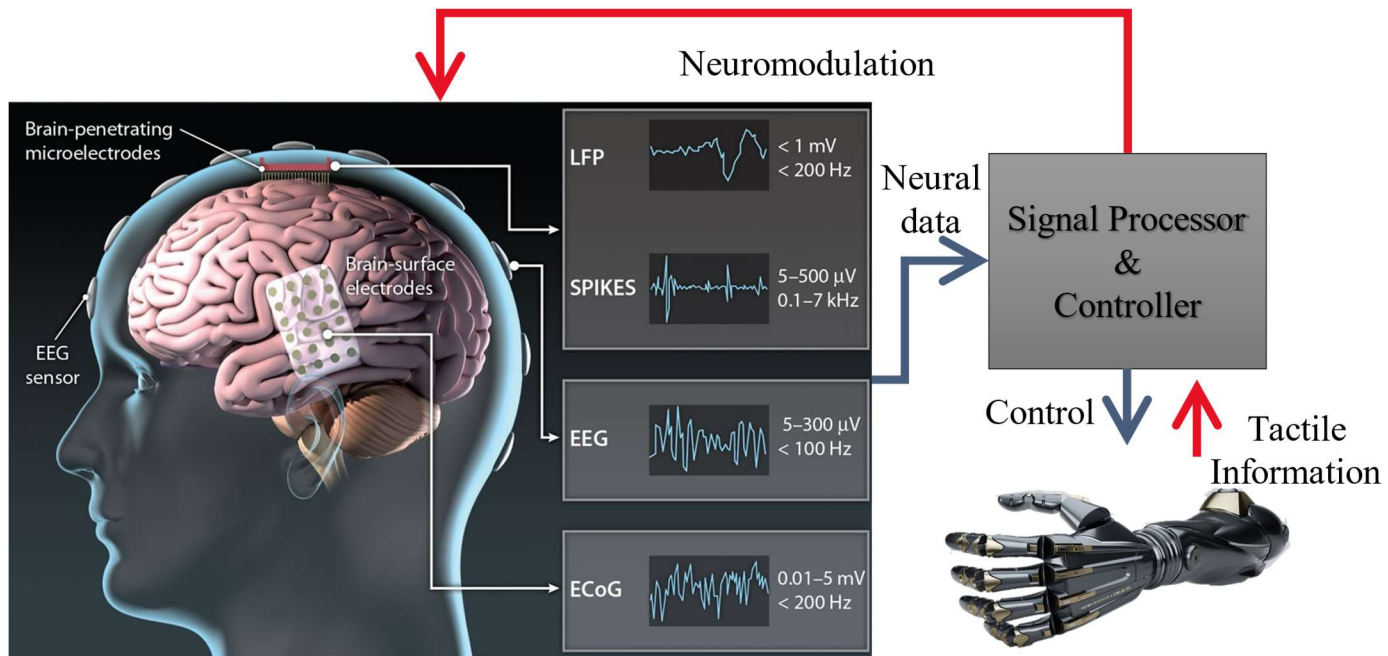 Neuromodulation
Brain-penetrating
microelectrodes
LFP
< 1 mV
< 200 Hz
SPIKES
5–500 μV
0.1–7 kHz
Brain-surface
electrodes
EEG
sensor
EEG
5–300 μV
< 100 Hz
ECoG
0.01–5 mV
< 200 Hz
Neural
data
Signal Processor
&
Controller
Control
Tactile
Information